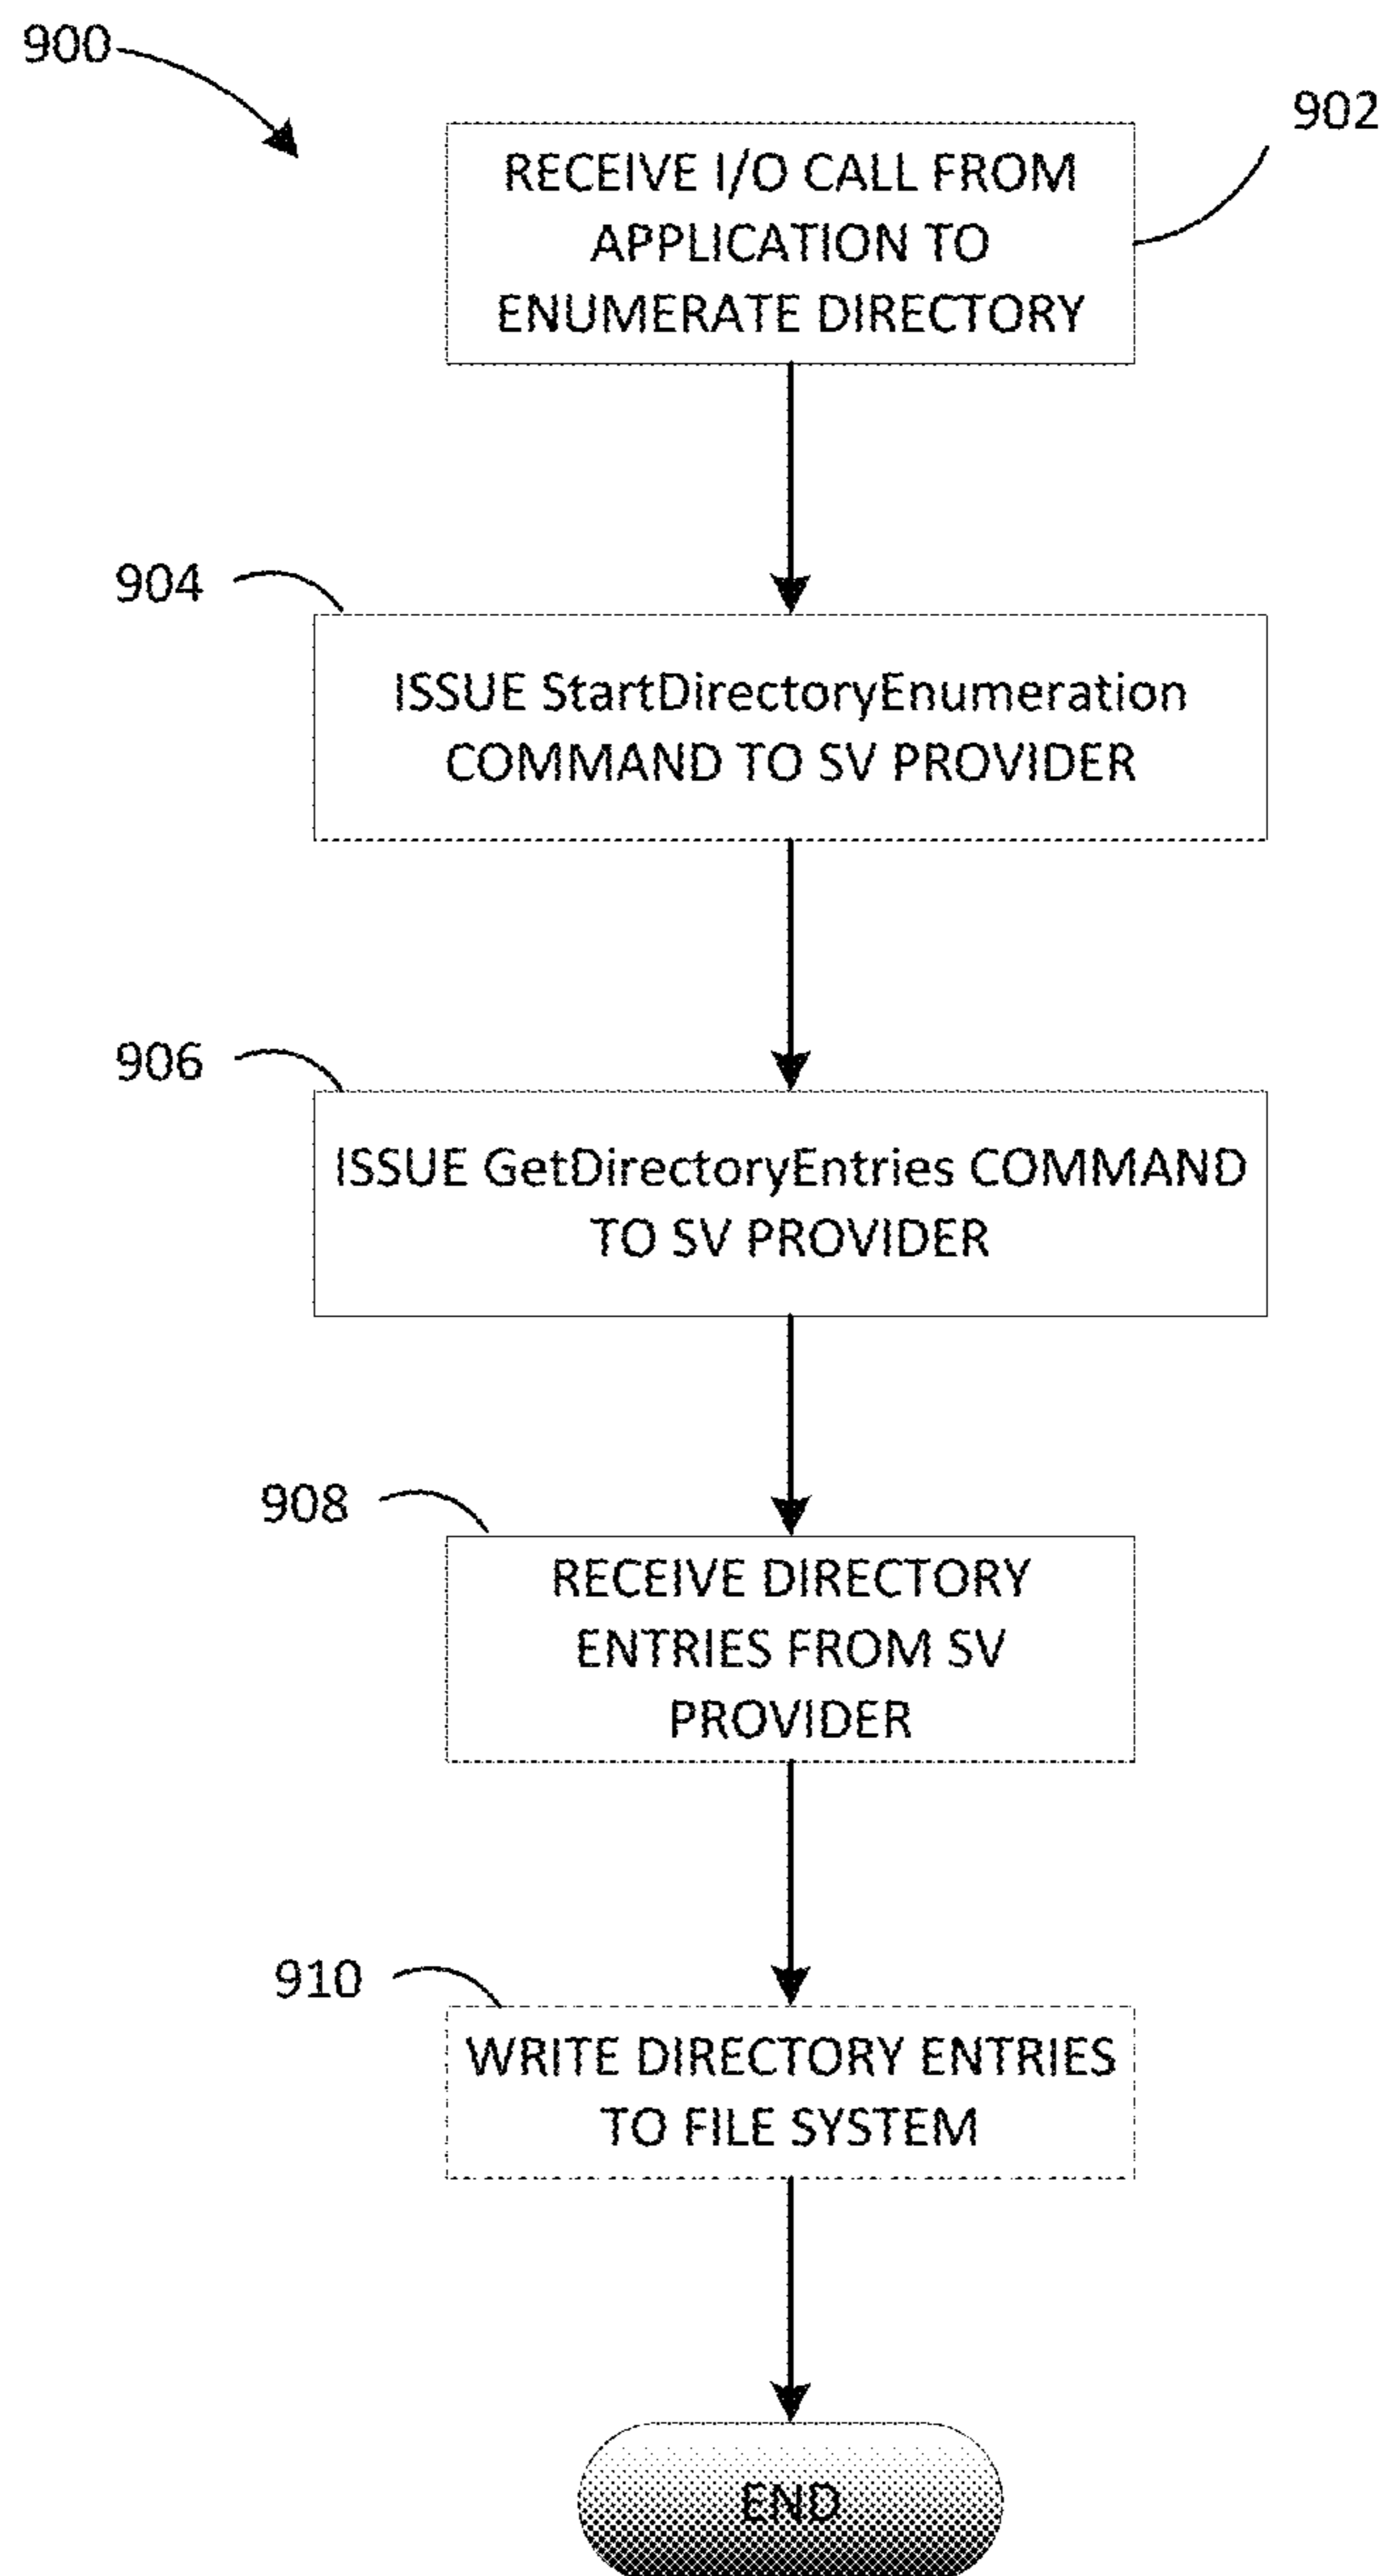 900
902
RECEIVE I/O CALL FROM
APPLICATION TO
ENUMERATE DIRECTORY
904
ISSUE StartDirectoryEnumeration
COMMAND TO SV PROVIDER
906
ISSUE GetDirectoryEntries COMMAND
TO SV PROVIDER
908
RECEIVE DIRECTORY
ENTRIES FROM SV
PROVIDER
910
WRITE DIRECTORY ENTRIES
TO FILE SYSTEM
END